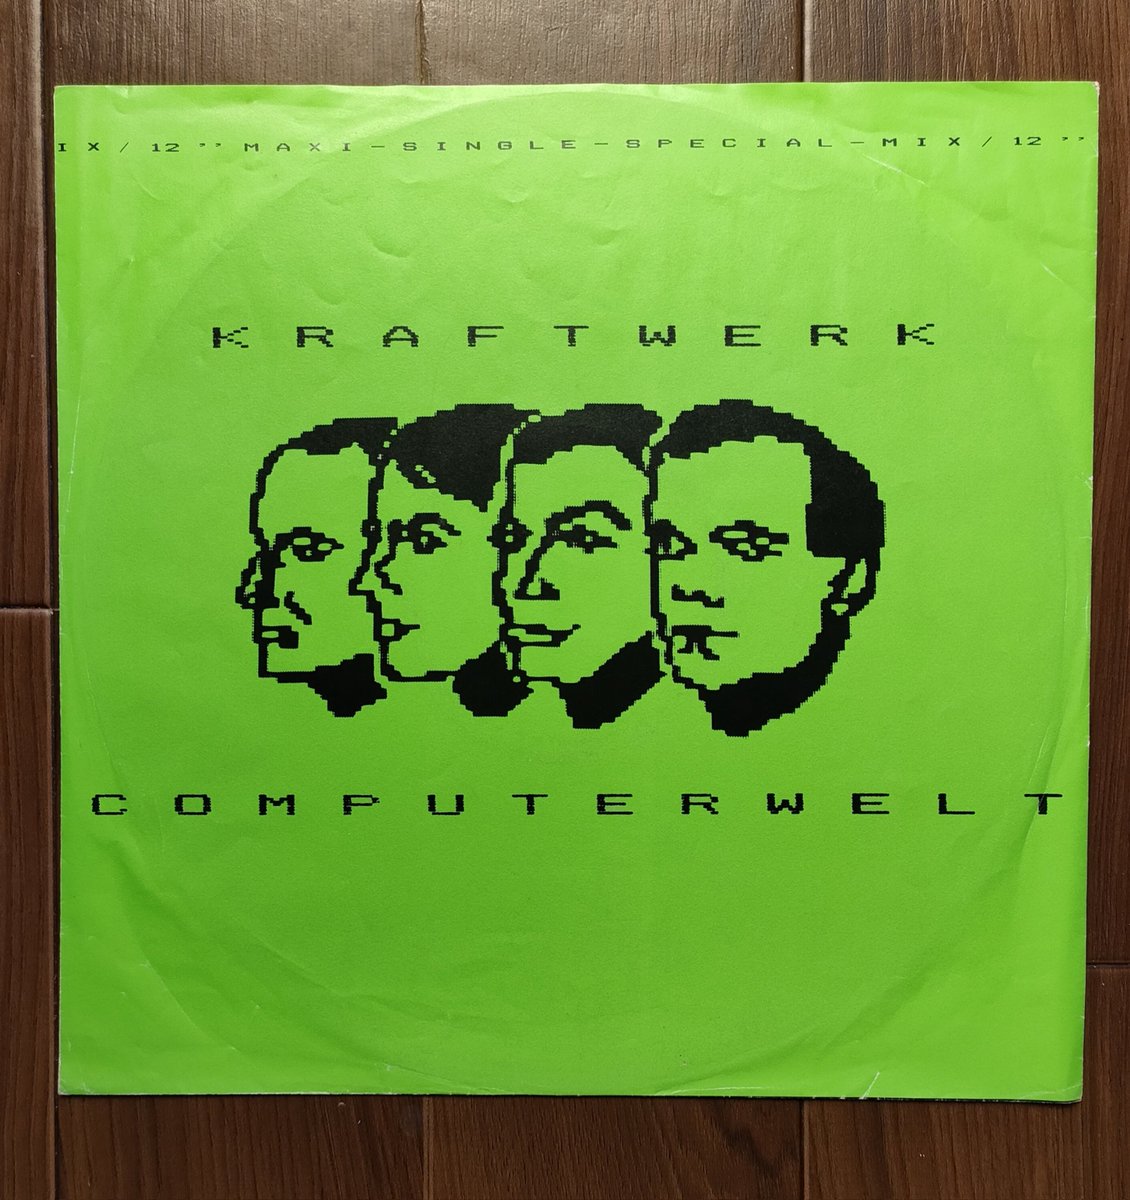 IX / 12 ” MAXI-SINGLE-SPECIAL-MIX / 12 ”
KRAFTWERK
COMPUTERWELT